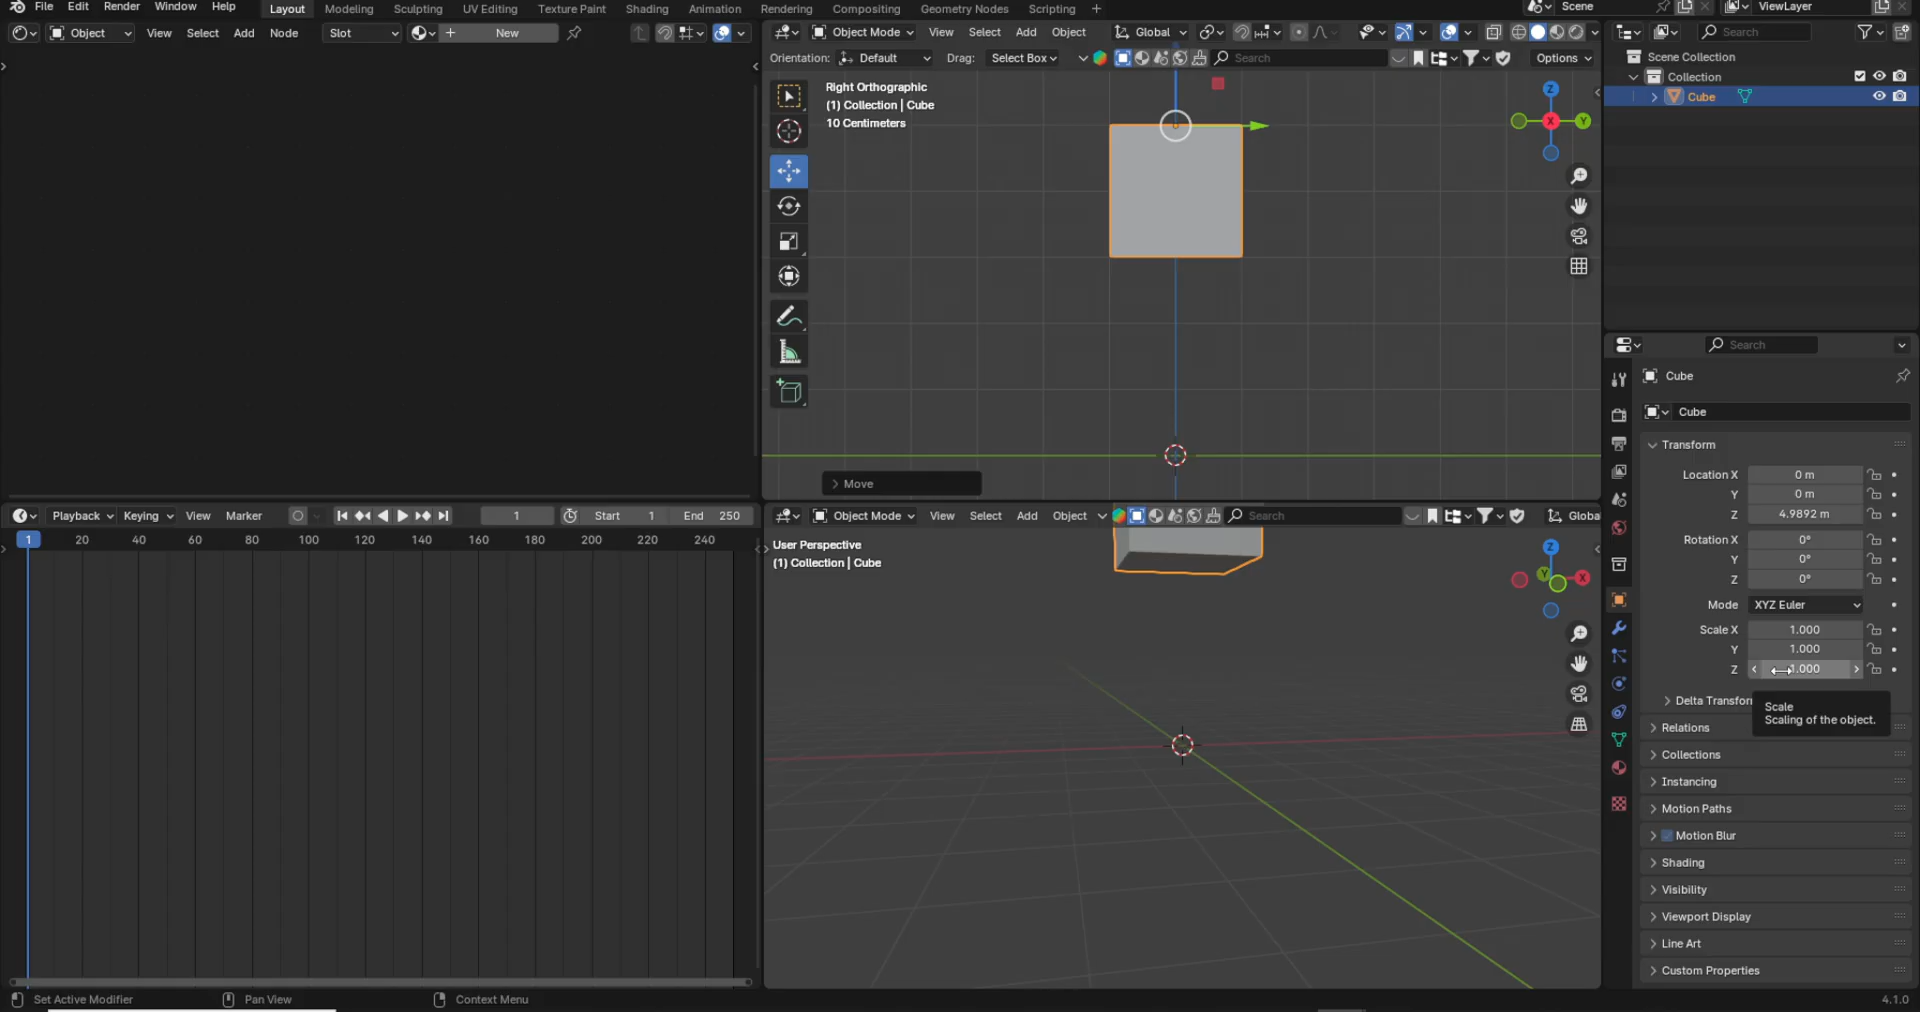 File Edit Render Window Help Layout Modeling Sculpting UV Editing Texture Paint Shading Animation Rendering Compositing Geometry Nodes Scripting + Scene ViewLayer
Object View Select Add Node Slot New
Object Mode View Select Add Object Global
Search
Orientation: Default Drag: Select Box Search Options
Right Orthographic
(1) Collection | Cube
10 Centimeters
Z
X
Y
Move
Scene Collection
Collection
Cube
Search
Cube
Cube
Transform
Location X 0 m
Y 0 m
Z 4.9892 m
Rotation X 0°
Y 0°
Z 0°
Mode XYZ Euler
Scale X 1.000
Y 1.000
Z 1.000
Delta Transfor
Scale
Scaling of the object.
Relations
Collections
Instancing
Motion Paths
Motion Blur
Shading
Visibility
Viewport Display
Line Art
Custom Properties
Playback Keying View Marker 1 Start 1 End 250
1 20 40 60 80 100 120 140 160 180 200 220 240
Object Mode View Select Add Object Search Globa
User Perspective
(1) Collection | Cube
Z
Y
X
Set Active Modifier Pan View Context Menu 4.1.0